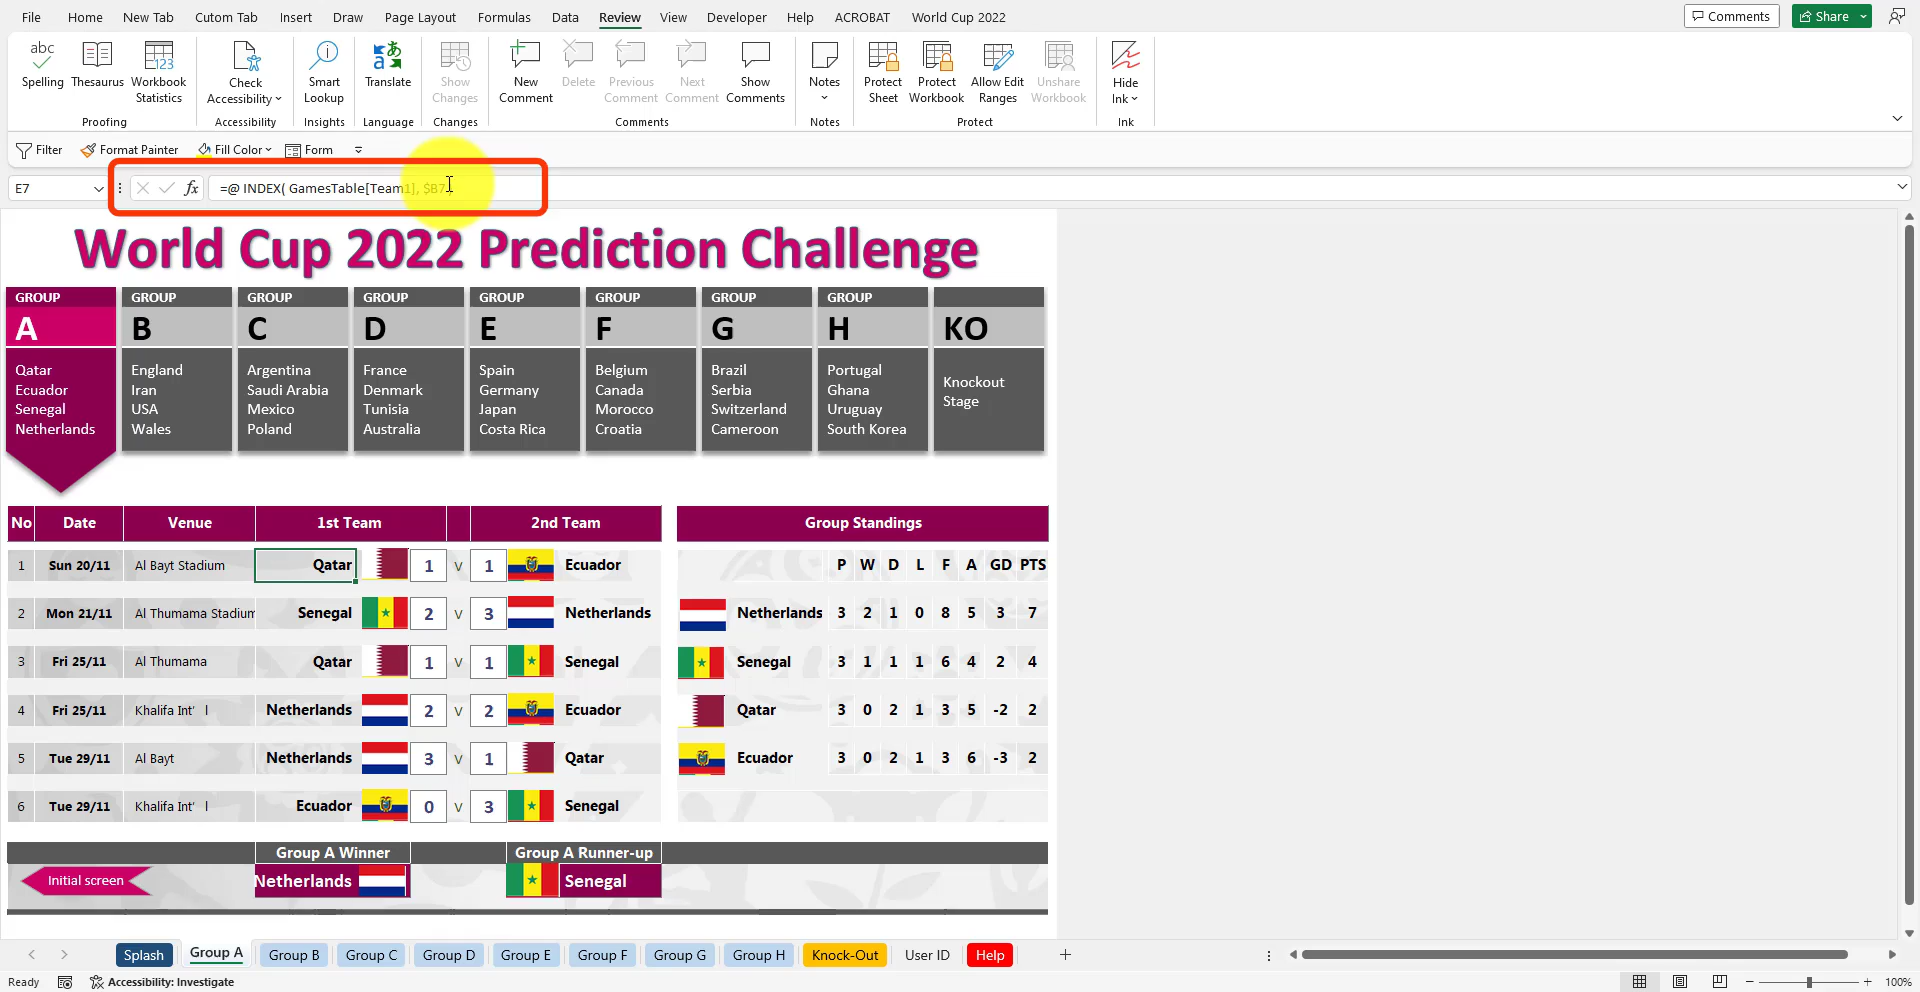 File Home New Tab Cutom Tab Insert Draw Page Layout Formulas Data Review View Developer Help ACROBAT World Cup 2022 Comments Share
abc
Spelling Thesaurus Workbook Statistics Check Accessibility Smart Lookup Translate Show Changes New Comment Delete Previous Comment Next Comment Show Comments Notes Protect Sheet Protect Workbook Allow Edit Ranges Unshare Workbook Hide Ink
Proofing Accessibility Insights Language Changes Comments Notes Protect Ink
Filter Format Painter Fill Color Form
E7 fx =@ INDEX( GamesTable[Team1], $B7
World Cup 2022 Prediction Challenge
GROUP GROUP GROUP GROUP GROUP GROUP GROUP GROUP
A B C D E F G H KO
Qatar England Argentina France Spain Belgium Brazil Portugal
Ecuador Iran Saudi Arabia Denmark Germany Canada Serbia Ghana Knockout
Senegal USA Mexico Tunisia Japan Morocco Switzerland Uruguay Stage
Netherlands Wales Poland Australia Costa Rica Croatia Cameroon South Korea
No Date Venue 1st Team 2nd Team Group Standings
1 Sun 20/11 Al Bayt Stadium Qatar 1 v 1 Ecuador P W D L F A GD PTS
2 Mon 21/11 Al Thumama Stadium Senegal 2 v 3 Netherlands Netherlands 3 2 1 0 8 5 3 7
3 Fri 25/11 Al Thumama Qatar 1 v 1 Senegal Senegal 3 1 1 1 6 4 2 4
4 Fri 25/11 Khalifa Int' l Netherlands 2 v 2 Ecuador Qatar 3 0 2 1 3 5 -2 2
5 Tue 29/11 Al Bayt Netherlands 3 v 1 Qatar Ecuador 3 0 2 1 3 6 -3 2
6 Tue 29/11 Khalifa Int' l Ecuador 0 v 3 Senegal
Group A Winner Group A Runner-up
Initial screen Netherlands Senegal
Splash Group A Group B Group C Group D Group E Group F Group G Group H Knock-Out User ID Help
Ready Accessibility: Investigate 100%